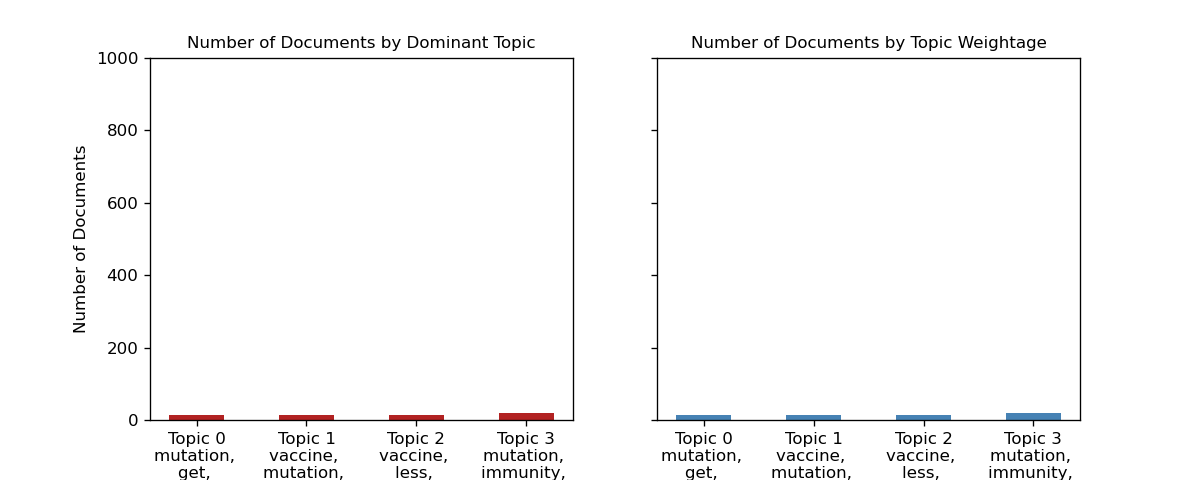 Number of Documents by Dominant Topic
Number of Documents
1000
800
600
400
200
0
Topic 0
mutation,
get,
Topic 1
vaccine,
mutation,
Topic 2
vaccine,
less,
Topic 3
mutation,
immunity,
Number of Documents by Topic Weightage
Topic 0
mutation,
get,
Topic 1
vaccine,
mutation,
Topic 2
vaccine,
less,
Topic 3
mutation,
immunity,